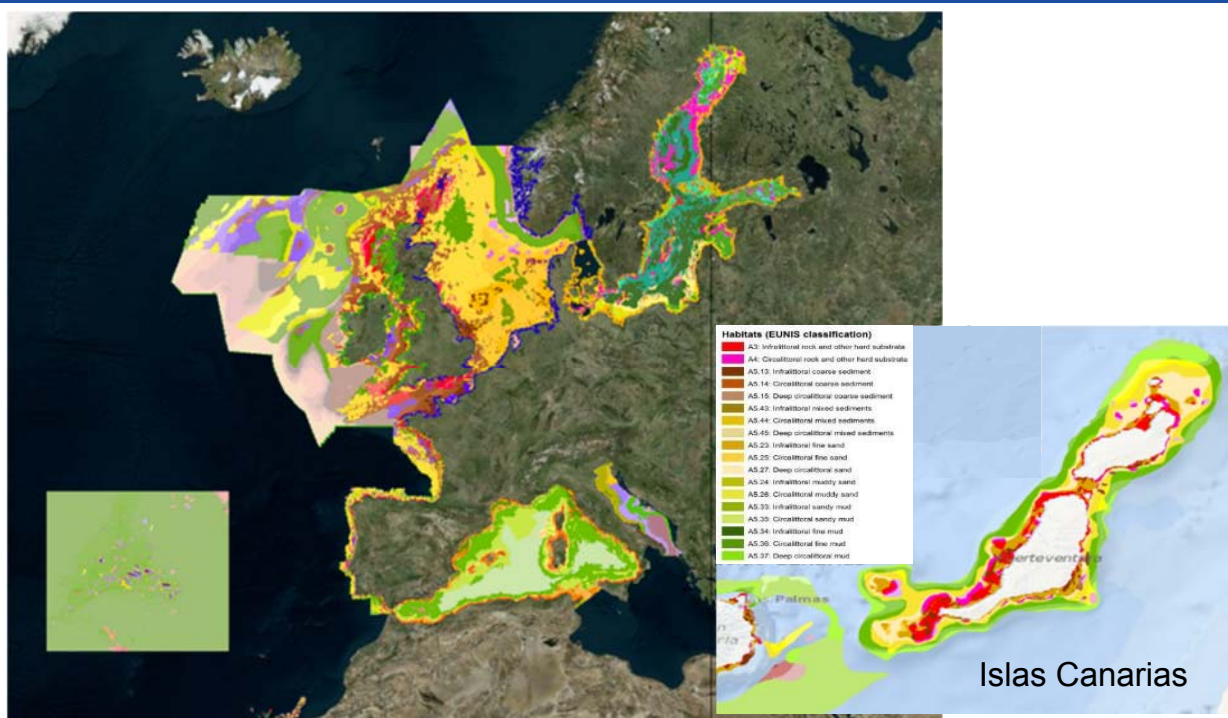 Habitats (EUNIS classification)
A3: Infralittoral rock and other hard substrata
A4: Circalittoral rock and other hard substrata
A5.13: Infralittoral coarse sediment
A5.14: Circalittoral coarse sediment
A5.15: Deep circalittoral coarse sediment
A5.43: Infralittoral mixed sediments
A5.44: Circalittoral mixed sediments
A5.45: Deep circalittoral mixed sediments
A5.23: Infralittoral fine sand
A5.25: Circalittoral fine sand
A5.27: Deep circalittoral sand
A5.24: Infralittoral muddy sand
A5.26: Circalittoral muddy sand
A5.33: Infralittoral sandy mud
A5.35: Circalittoral sandy mud
A5.34: Infralittoral fine mud
A5.36: Circalittoral fine mud
A5.37: Deep circalittoral mud
erteventura
Palmas
Islas Canarias